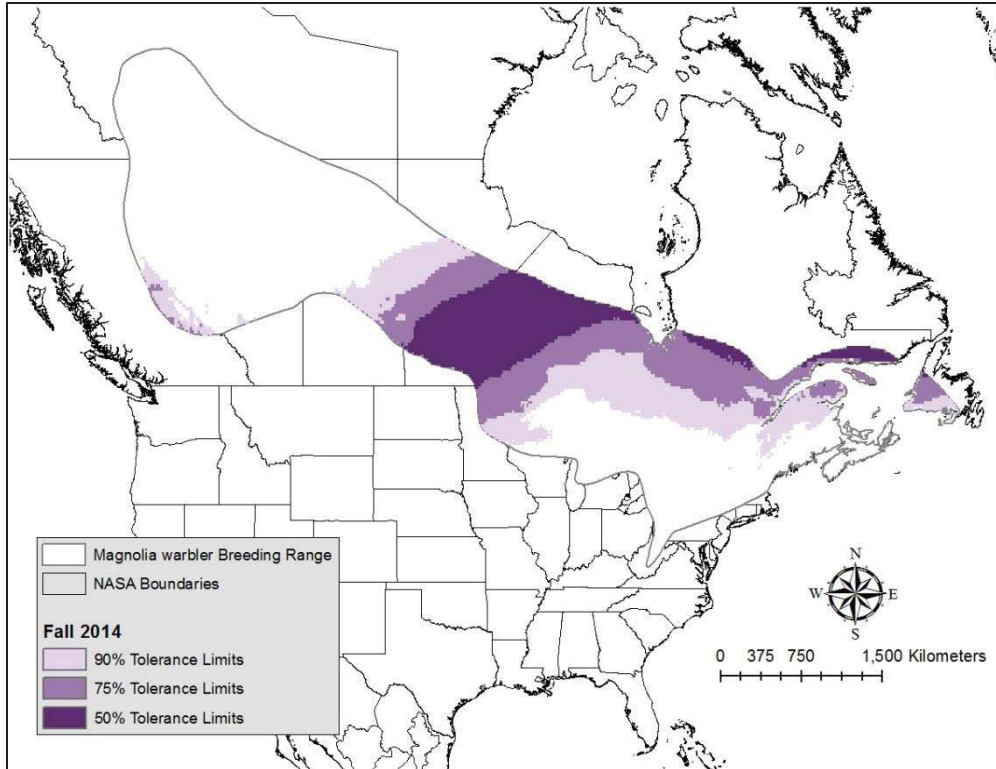 Magnolia warbler Breeding Range
NASA Boundaries
Fall 2014
90% Tolerance Limits
75% Tolerance Limits
50% Tolerance Limits
N
W E
S
0 375 750 1,500 Kilometers